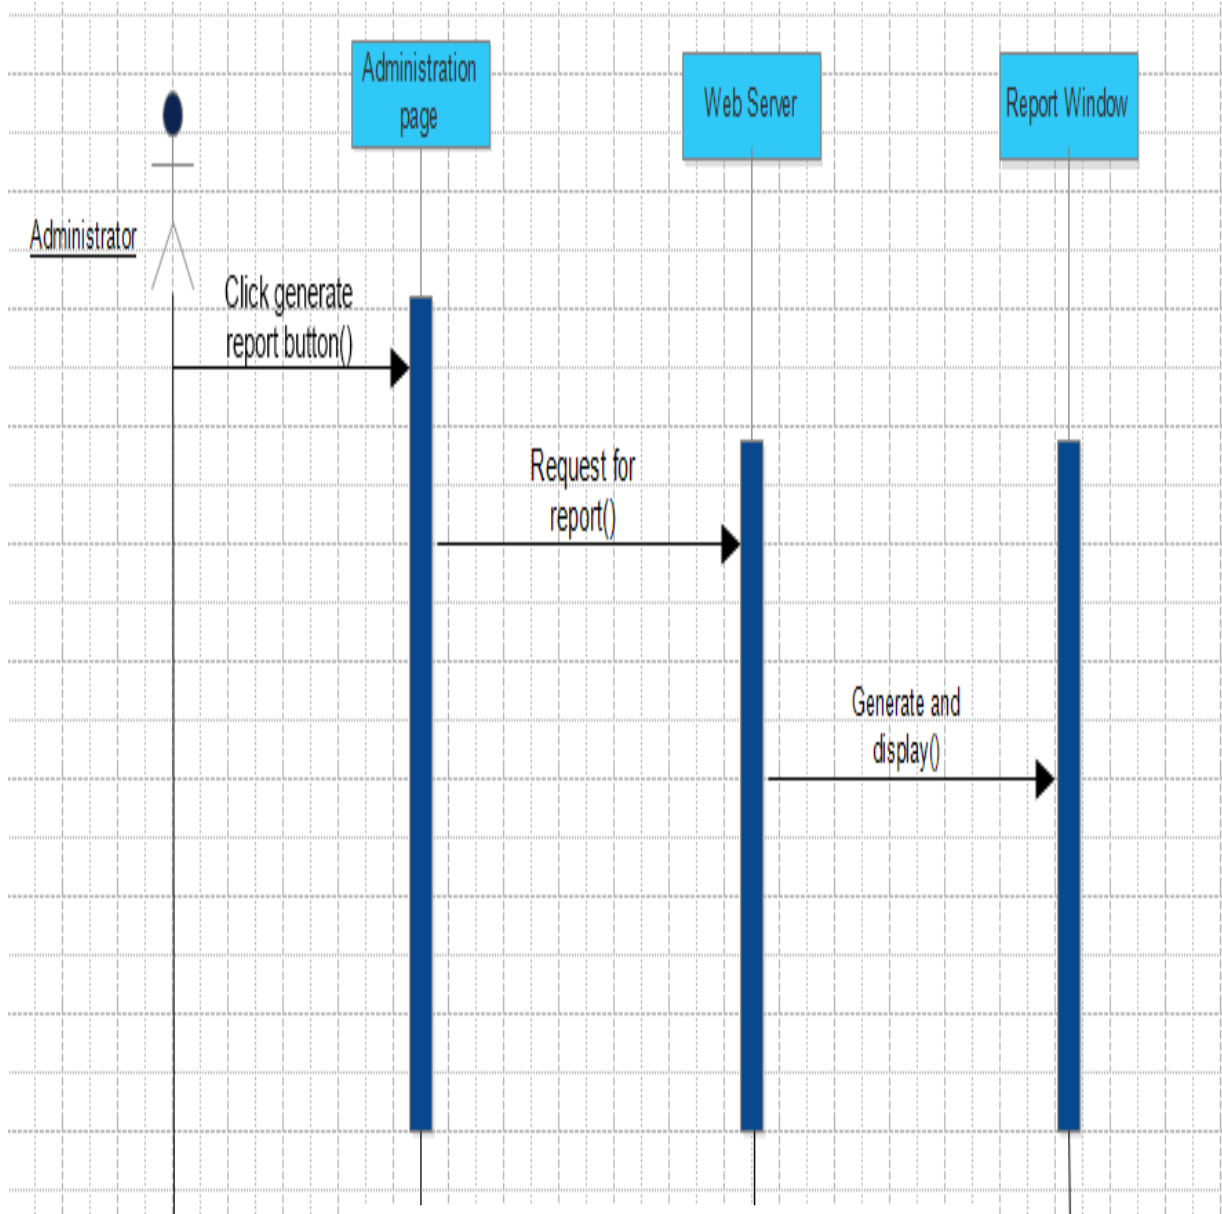 Administration
page
Web Server
Report Window
Administrator
Click generate
report button()
Request for
report()
Generate and
display()